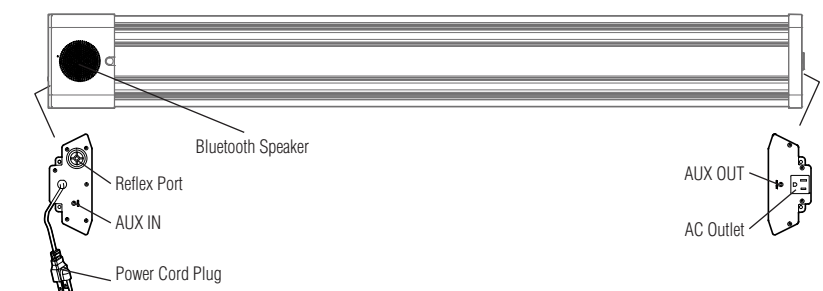 Bluetooth Speaker
Reflex Port
AUX IN
Power Cord Plug
AUX OUT
AC Outlet